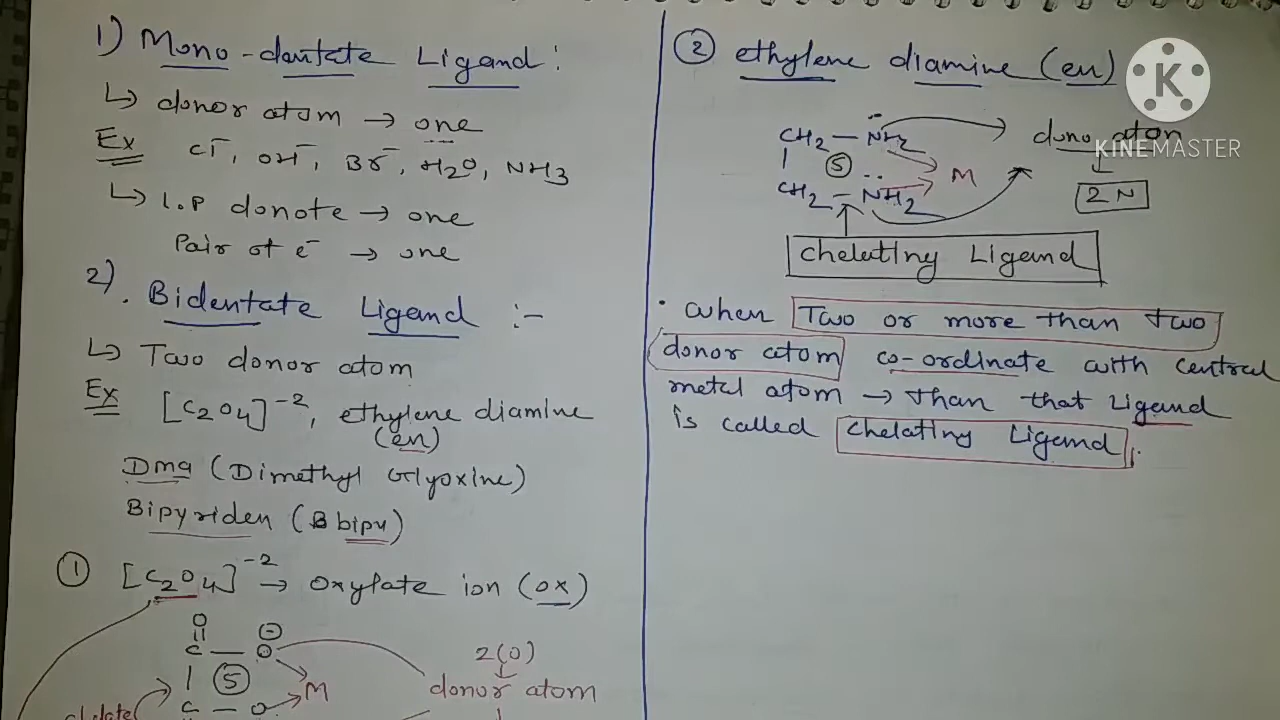 1) Mono-dentate Ligand :
↳ donor atom → one
Ex Cl⁻, OH⁻, Br⁻, H2O, NH3
↳ l.p donote → one
Pair of e⁻ → one
2). Bidentate Ligand :-
↳ Two donor atom
Ex [C2O4]⁻², ethylene diamine
(en)
Dmg (Dimethyl Glyoxine)
Bipyriden (B bipy)
① [C2O4]⁻² → Oxylate ion (ox)
O
||
C — O ⊖
| ⑤ M
C — O
2(O)
↓
donor atom
② ethylene diamine (en)
CH2 — N̈H2 → donor atom
| ⑤ M
CH2 — N̈H2
↓
2 N
Chelating Ligand
• When Two or more than two
donor atom co-ordinate with central
metal atom → than that Ligand
is called Chelating Ligand.
K
KINEMASTER